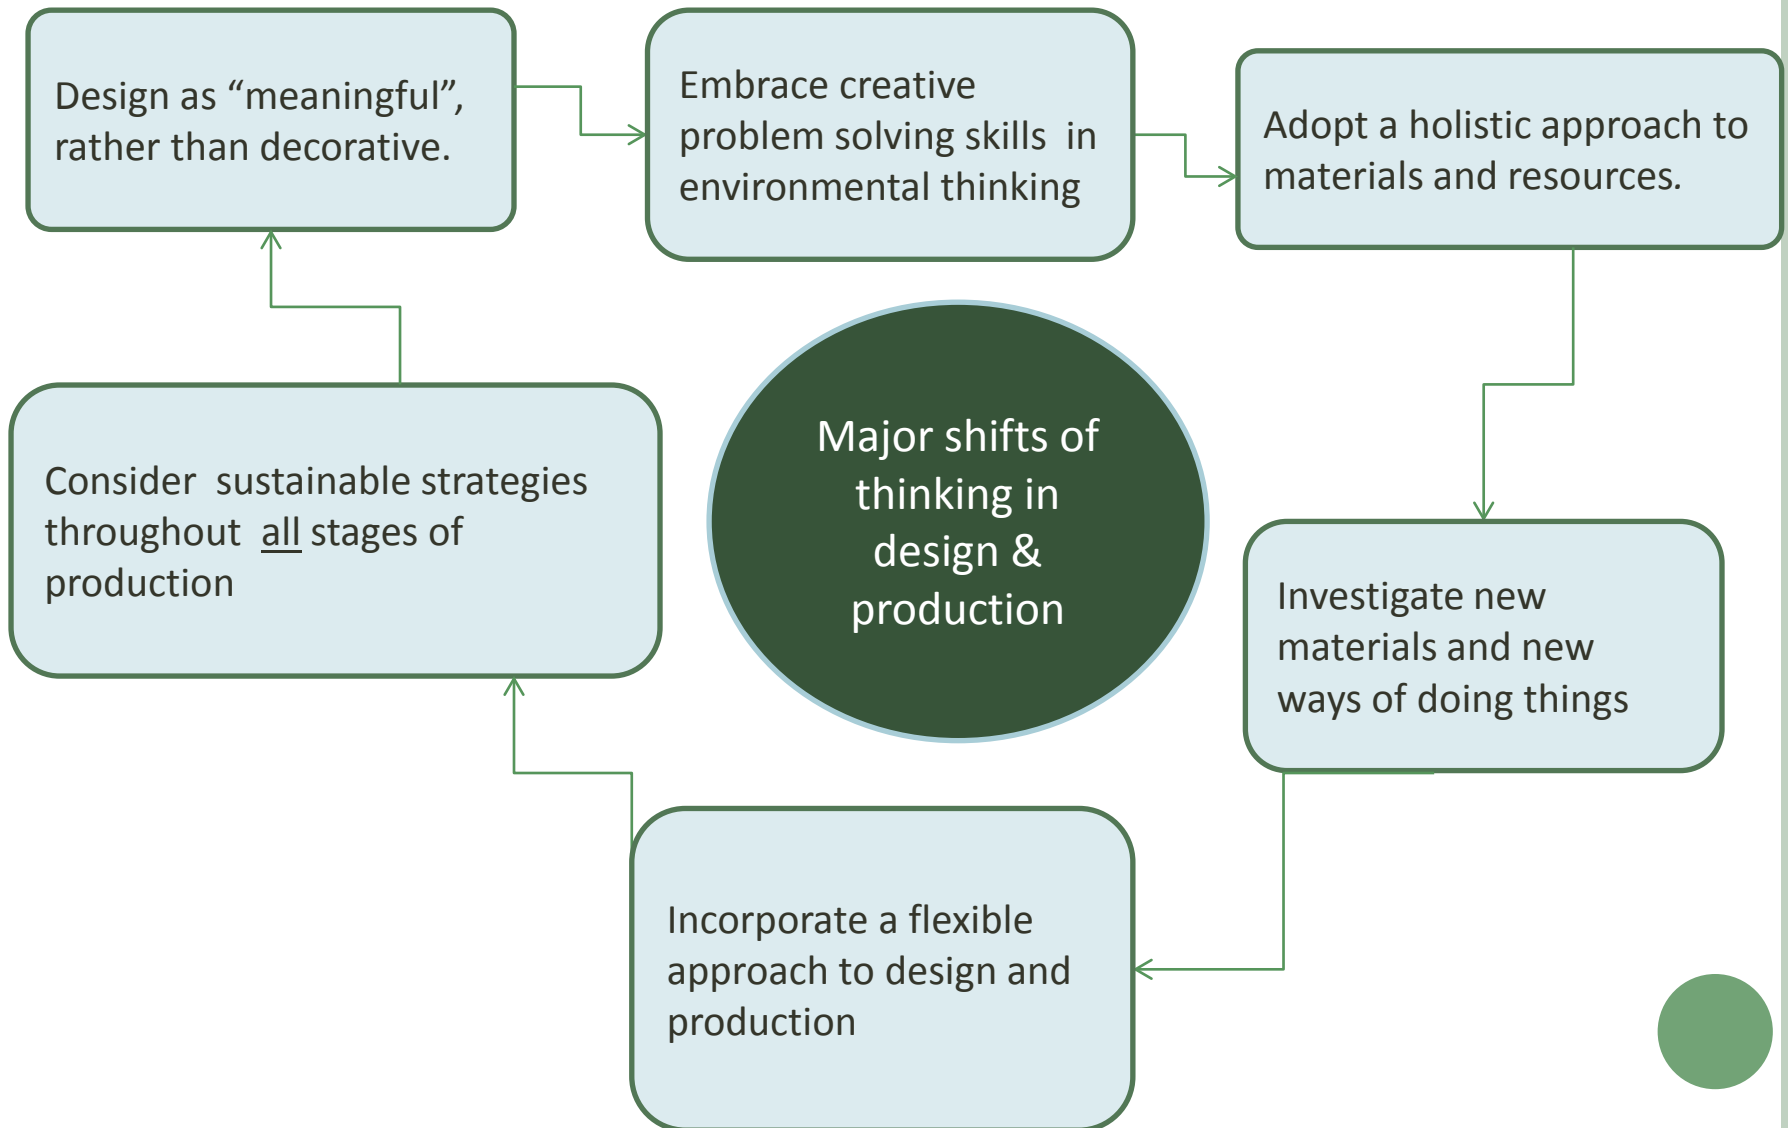 Design as “meaningful”,
rather than decorative.
Embrace creative
problem solving skills  in
environmental thinking
Adopt a holistic approach to
materials and resources.
Major shifts of
thinking in
design &
production
Consider  sustainable strategies
throughout  all stages of
production
Investigate new
materials and new
ways of doing things
Incorporate a flexible
approach to design and
production